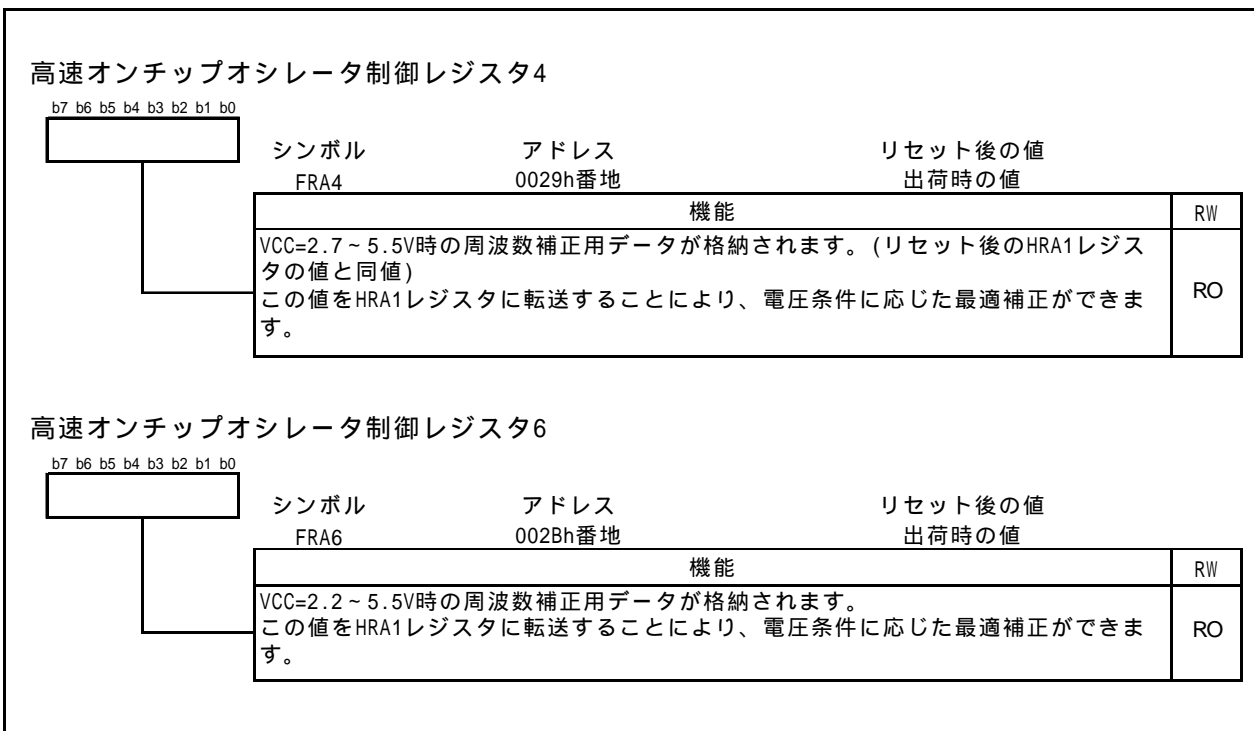 高速オンチップオシレータ制御レジスタ4
b7 b6 b5 b4 b3 b2 b1 b0
シンボル アドレス リセット後の値
FRA4 0029h番地 出荷時の値
機能 RW
VCC=2.7～5.5V時の周波数補正用データが格納されます。(リセット後のHRA1レジス
タの値と同値)
この値をHRA1レジスタに転送することにより、電圧条件に応じた最適補正ができま
す。
RO
高速オンチップオシレータ制御レジスタ6
b7 b6 b5 b4 b3 b2 b1 b0
シンボル アドレス リセット後の値
FRA6 002Bh番地 出荷時の値
機能 RW
VCC=2.2～5.5V時の周波数補正用データが格納されます。
この値をHRA1レジスタに転送することにより、電圧条件に応じた最適補正ができま
す。
RO